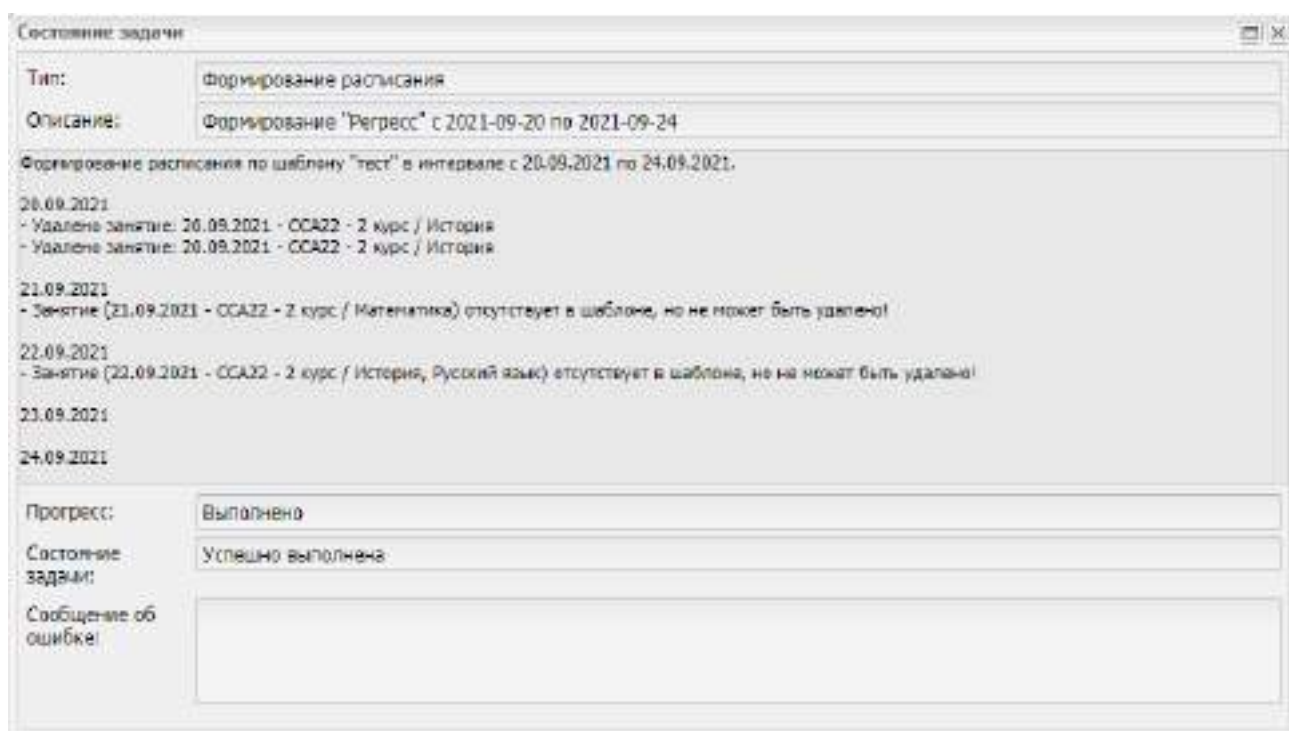 Состояние задачи
Тип:
Формирование расписания
Описание:
Формирование "Регресс" с 2021-09-20 по 2021-09-24
Формирование расписания по шаблону "тест" в интервале с 20.09.2021 по 24.09.2021.
20.09.2021
- Удалено занятие: 20.09.2021 - ССА22 - 2 курс / История
- Удалено занятие: 20.09.2021 - ССА22 - 2 курс / История
21.09.2021
- Занятие (21.09.2021 - ССА22 - 2 курс / Математика) отсутствует в шаблоне, но не может быть удалено!
22.09.2021
- Занятие (22.09.2021 - ССА22 - 2 курс / История, Русский язык) отсутствует в шаблоне, но не может быть удалено!
23.09.2021
24.09.2021
Прогресс:
Выполнено
Состояние
задачи:
Успешно выполнена
Сообщение об
ошибке: